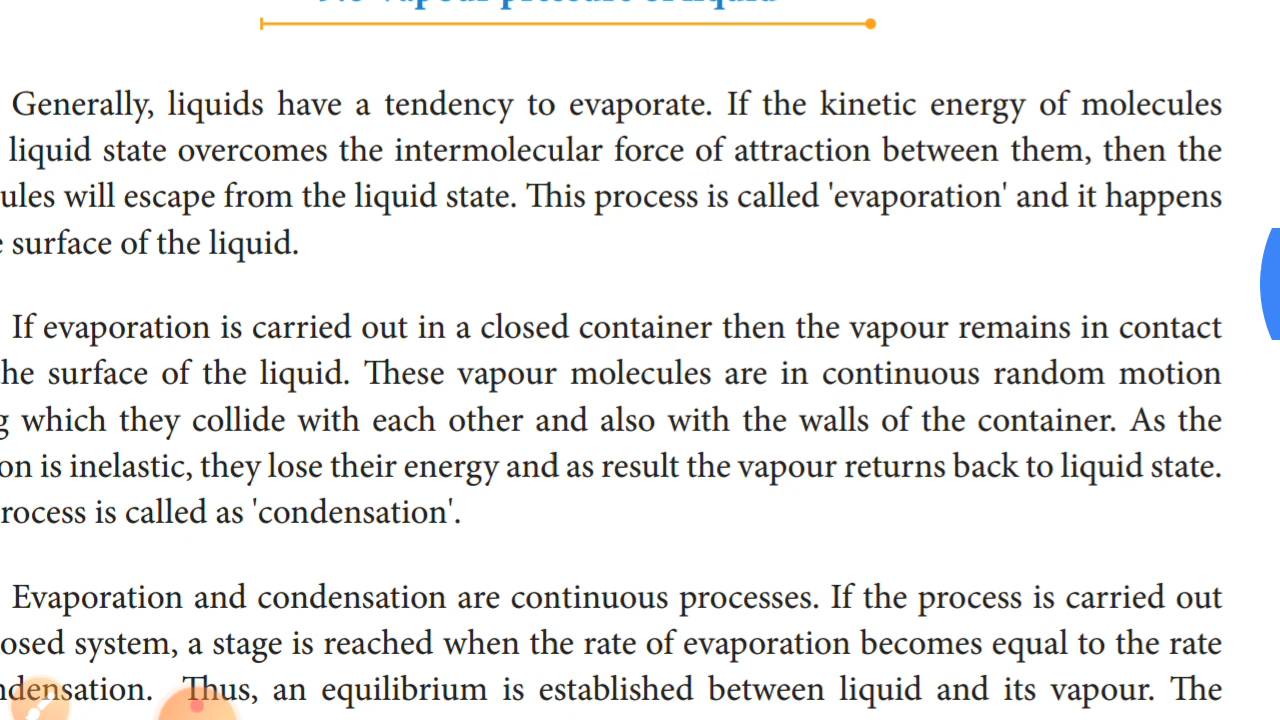 Vapour pressure of liquid
Generally, liquids have a tendency to evaporate. If the kinetic energy of molecules
liquid state overcomes the intermolecular force of attraction between them, then the
ules will escape from the liquid state. This process is called 'evaporation' and it happens
surface of the liquid.
If evaporation is carried out in a closed container then the vapour remains in contact
he surface of the liquid. These vapour molecules are in continuous random motion
g which they collide with each other and also with the walls of the container. As the
on is inelastic, they lose their energy and as result the vapour returns back to liquid state.
rocess is called as 'condensation'.
Evaporation and condensation are continuous processes. If the process is carried out
osed system, a stage is reached when the rate of evaporation becomes equal to the rate
ndensation. Thus, an equilibrium is established between liquid and its vapour. The